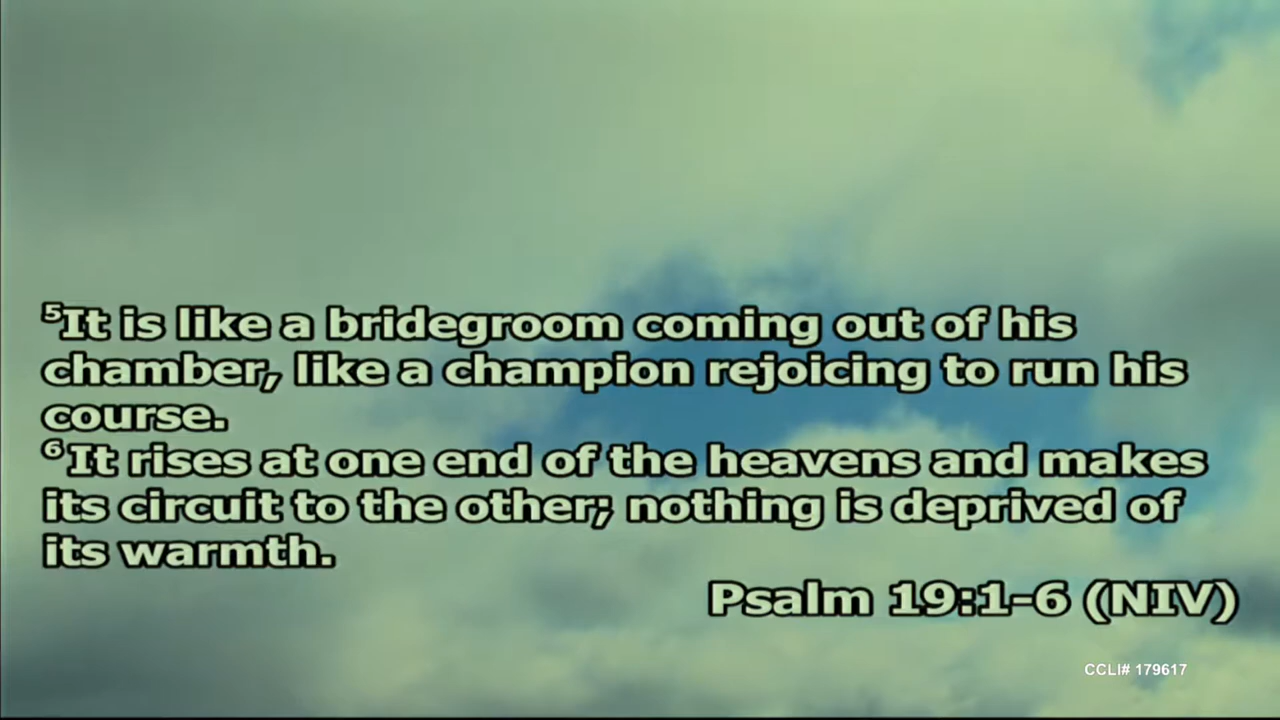 ⁵It is like a bridegroom coming out of his
chamber, like a champion rejoicing to run his
course.
⁶It rises at one end of the heavens and makes
its circuit to the other; nothing is deprived of
its warmth.
Psalm 19:1-6 (NIV)
CCLI# 179617